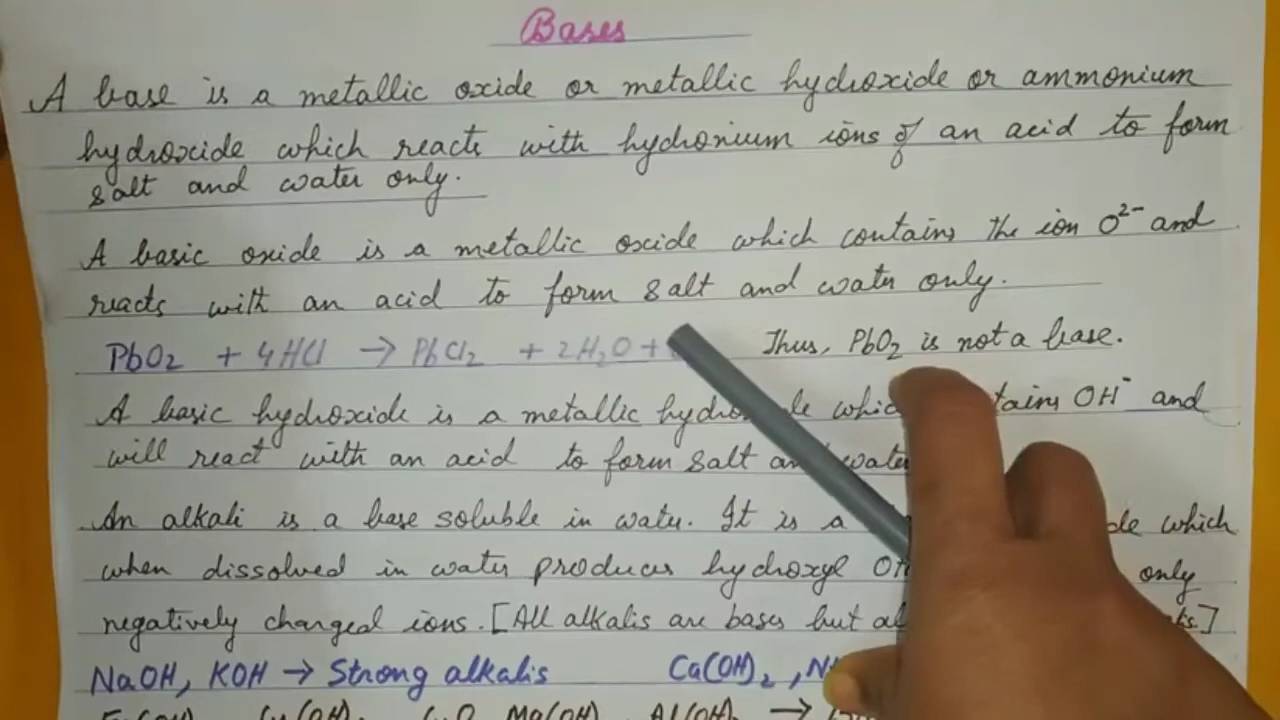 Bases
A base is a metallic oxide or metallic hydroxide or ammonium
hydroxide which reacts with hydronium ions of an acid to form
salt and water only.
A basic oxide is a metallic oxide which contains the ion O²⁻ and
reacts with an acid to form salt and water only.
PbO₂ + 4HCl → PbCl₂ + 2H₂O + Thus, PbO₂ is not a base.
A basic hydroxide is a metallic which OH⁻ and
will react with an acid to form salt and water
An alkali is a base soluble in water. It is a which
when dissolved in water produces hydroxyl only
negatively charged ions. [All alkalis are bases but
NaOH, KOH → Strong alkalis Ca(OH)₂,
Mg(OH) Al(OH) →